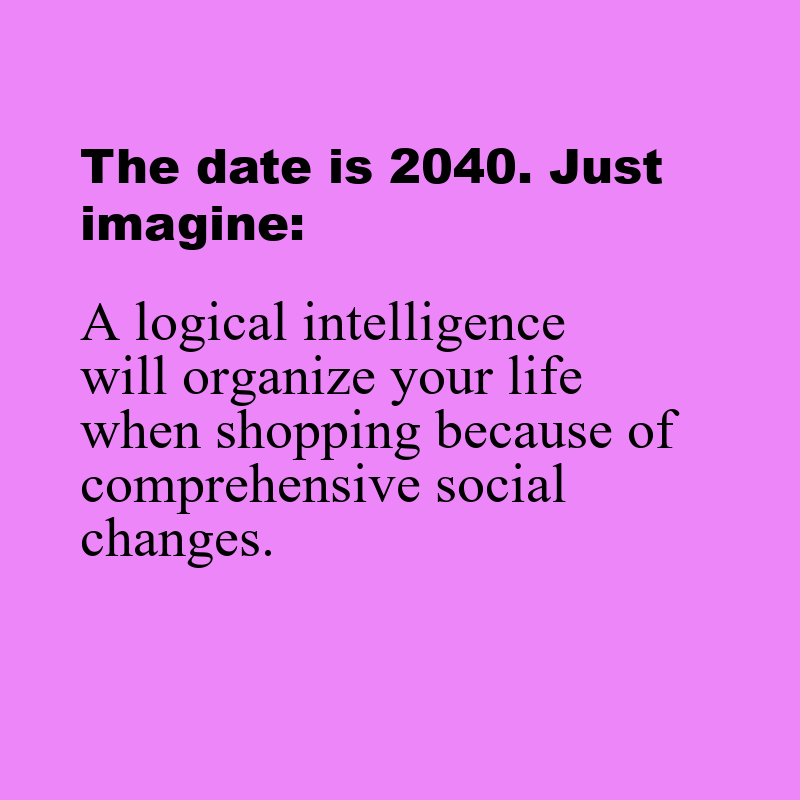 The date is 2040. Just
imagine:
A logical intelligence
will organize your life
when shopping because of
comprehensive social
changes.